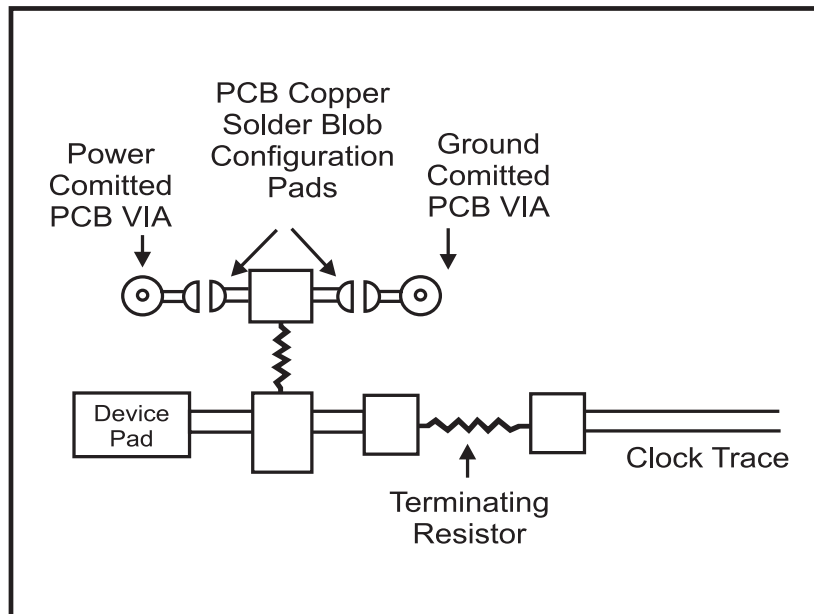 PCB Copper
Solder Blob
Configuration
Pads
Power
Comitted
PCB VIA
Ground
Comitted
PCB VIA
Device
Pad
Clock Trace
Terminating
Resistor